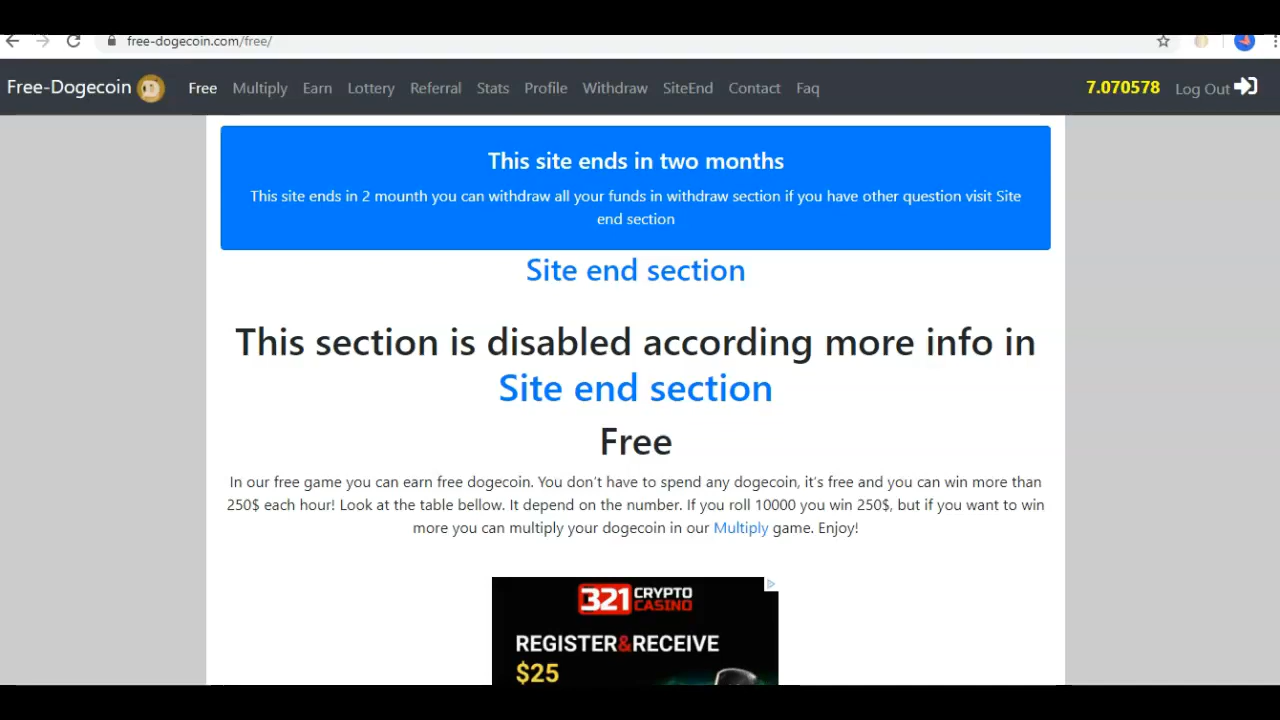 free-dogecoin.com/free/
Free-Dogecoin Free Multiply Earn Lottery Referral Stats Profile Withdraw SiteEnd Contact Faq 7.070578 Log Out
This site ends in two months
This site ends in 2 mounth you can withdraw all your funds in withdraw section if you have other question visit Site
end section
Site end section
This section is disabled according more info in
Site end section
Free
In our free game you can earn free dogecoin. You don't have to spend any dogecoin, it's free and you can win more than
250$ each hour! Look at the table bellow. It depend on the number. If you roll 10000 you win 250$, but if you want to win
more you can multiply your dogecoin in our Multiply game. Enjoy!
321 CRYPTO
CASINO
REGISTER&RECEIVE
$25